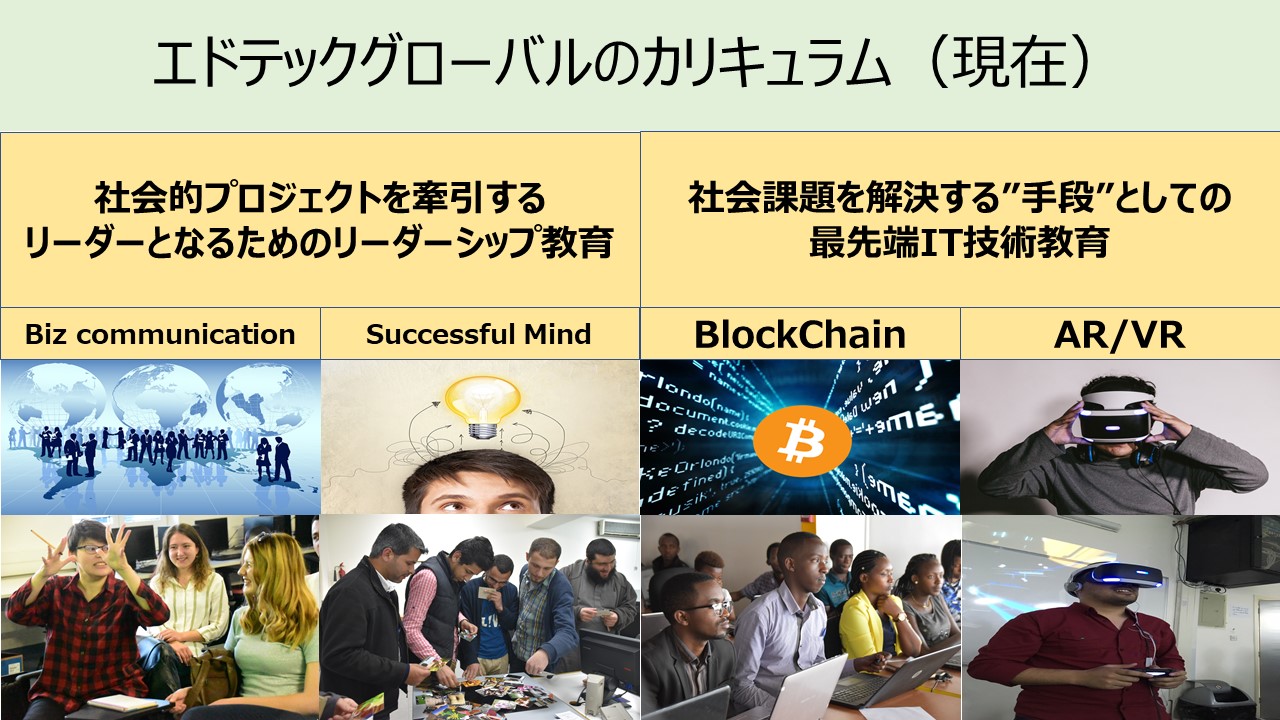 エドテックグローバルのカリキュラム（現在）
社会的プロジェクトを牽引する
リーダーとなるためのリーダーシップ教育
社会課題を解決する”手段”としての
最先端IT技術教育
Biz communication
Successful Mind
BlockChain
AR/VR